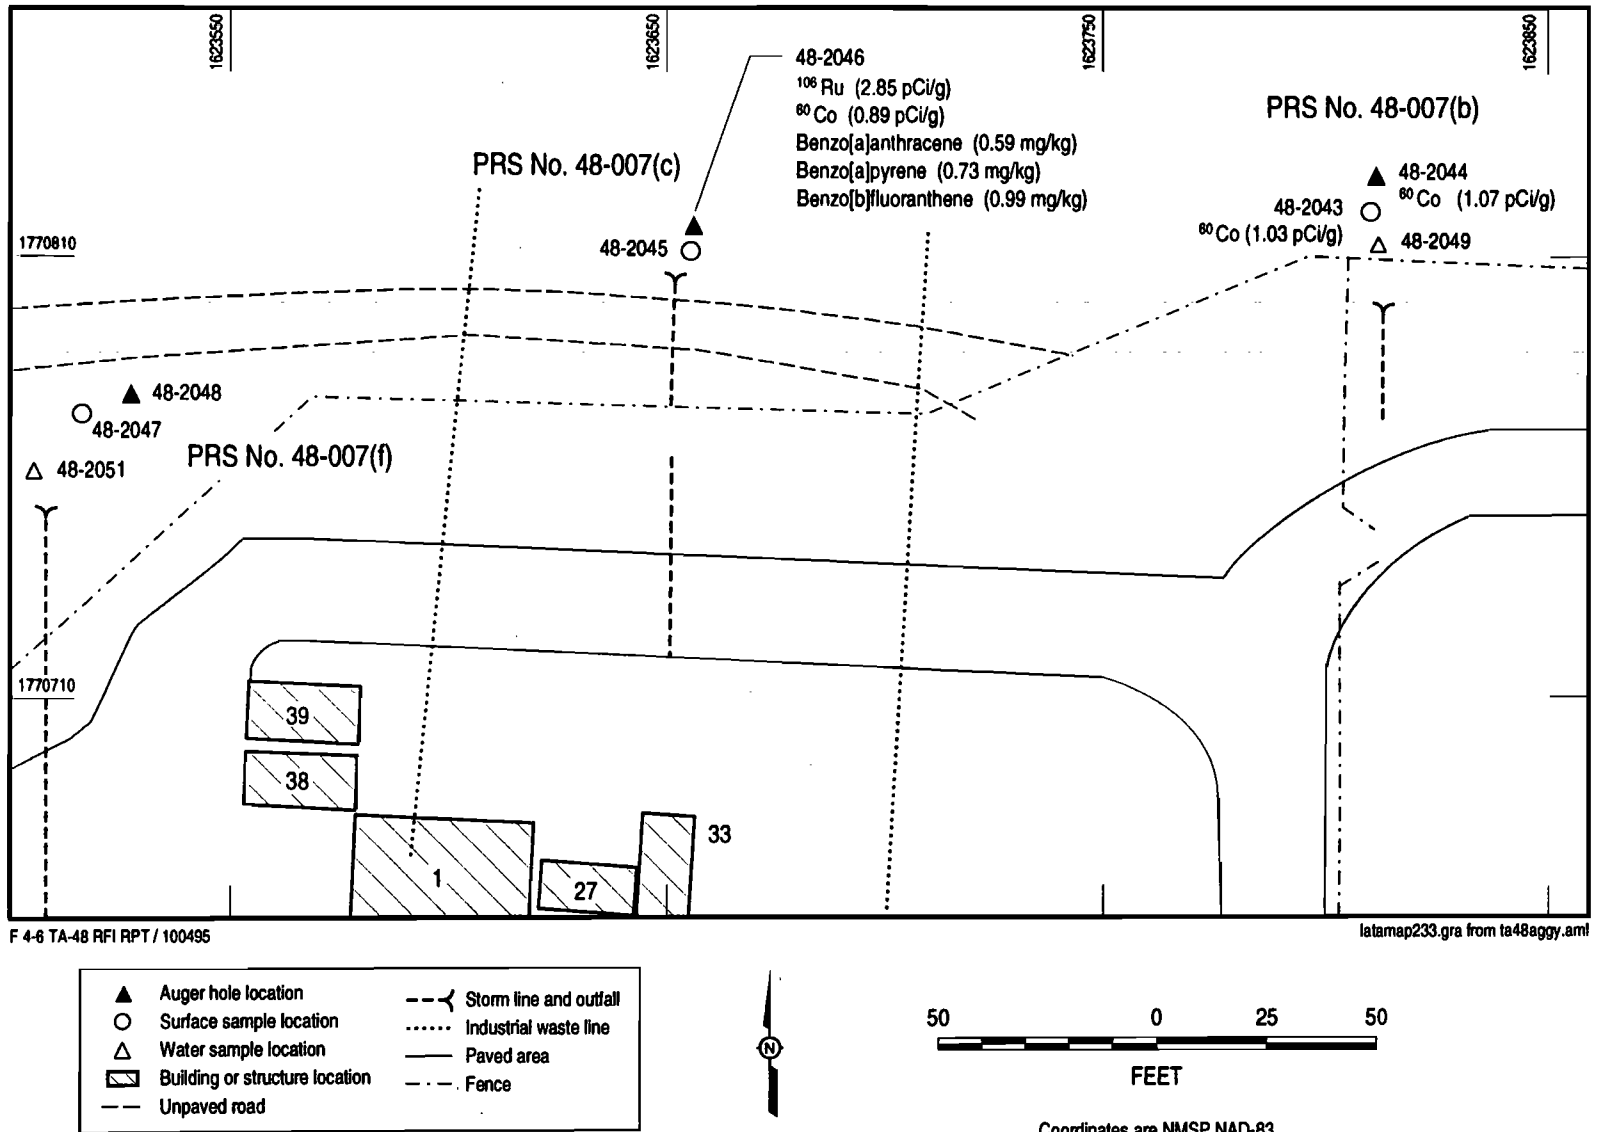 1623550
1623650
1623750
1623850
48-2046
¹⁰⁶Ru (2.85 pCi/g)
⁶⁰Co (0.89 pCi/g)
Benzo[a]anthracene (0.59 mg/kg)
Benzo[a]pyrene (0.73 mg/kg)
Benzo[b]fluoranthene (0.99 mg/kg)
PRS No. 48-007(b)
PRS No. 48-007(c)
48-2044
⁶⁰Co (1.07 pCi/g)
48-2043
⁶⁰Co (1.03 pCi/g)
48-2049
1770810
48-2045
48-2048
48-2047
PRS No. 48-007(f)
48-2051
1770710
39
38
33
1
27
F 4-6 TA-48 RFI RPT / 100495
latamap233.gra from ta48aggy.aml
Auger hole location
Surface sample location
Water sample location
Building or structure location
Unpaved road
Storm line and outfall
Industrial waste line
Paved area
Fence
N
50 0 25 50
FEET
Coordinates are NMSP NAD-83